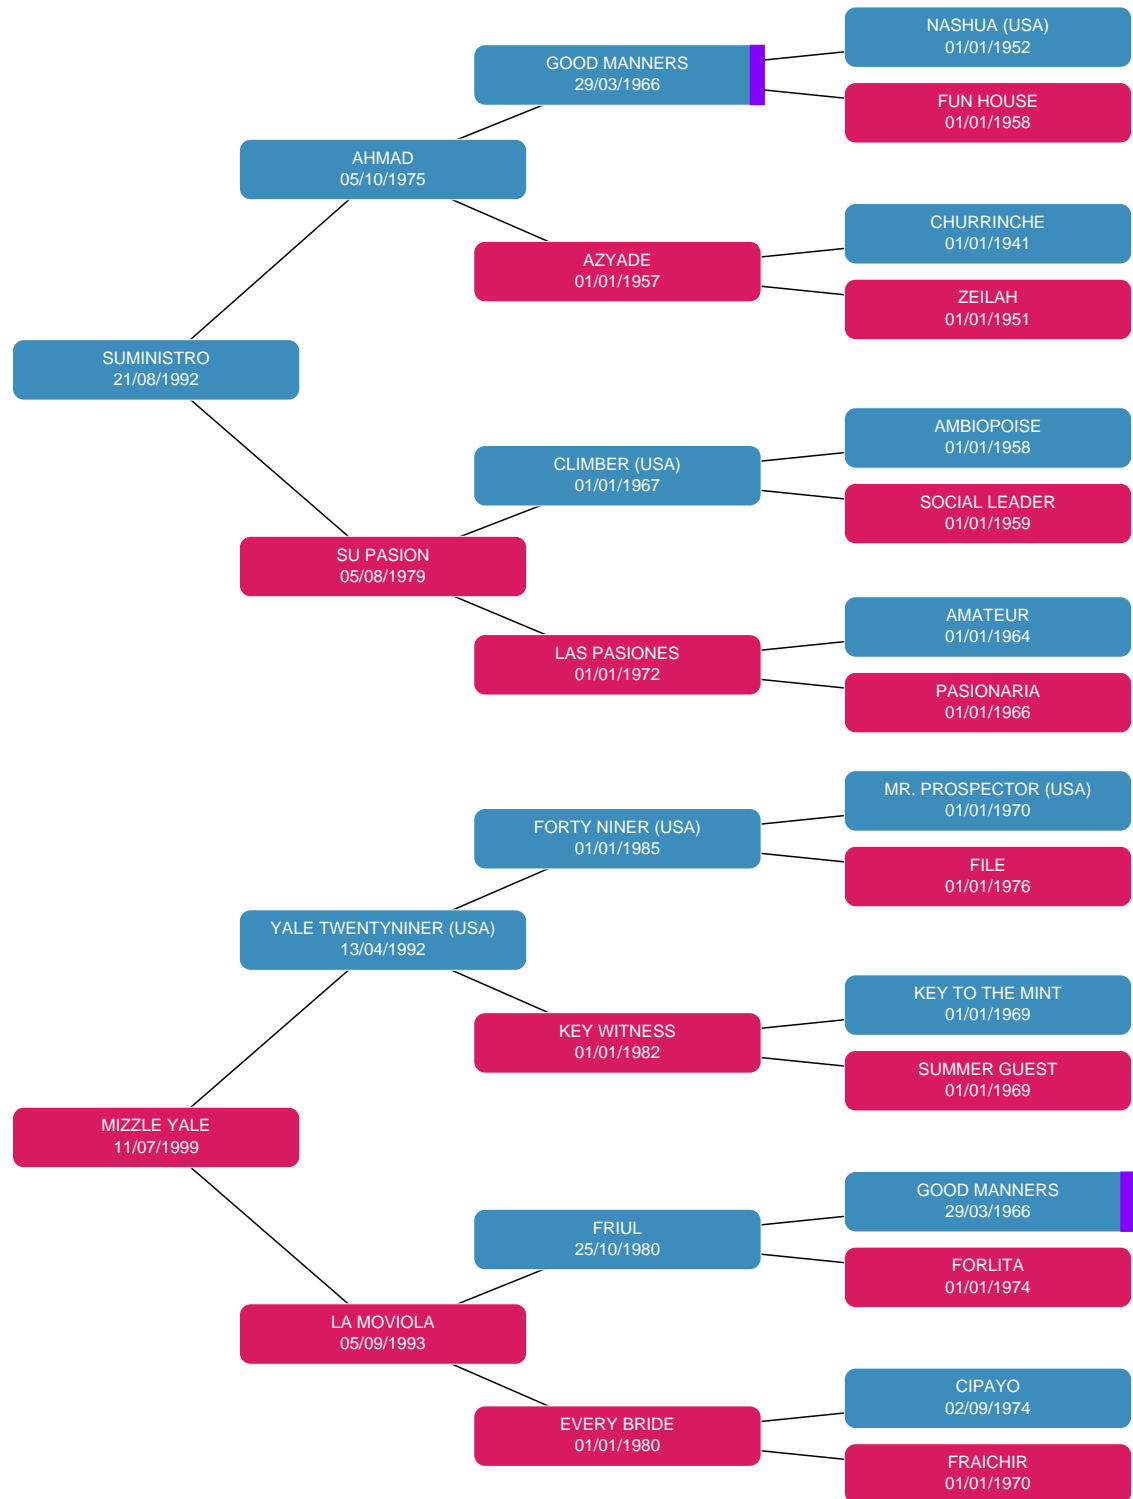 NASHUA (USA)
01/01/1952
GOOD MANNERS
29/03/1966
FUN HOUSE
01/01/1958
AHMAD
05/10/1975
CHURRINCHE
01/01/1941
AZYADE
01/01/1957
ZEILAH
01/01/1951
SUMINISTRO
21/08/1992
AMBIOPOISE
01/01/1958
CLIMBER (USA)
01/01/1967
SOCIAL LEADER
01/01/1959
SU PASION
05/08/1979
AMATEUR
01/01/1964
LAS PASIONES
01/01/1972
PASIONARIA
01/01/1966
MR. PROSPECTOR (USA)
01/01/1970
FORTY NINER (USA)
01/01/1985
FILE
01/01/1976
YALE TWENTYNINER (USA)
13/04/1992
KEY TO THE MINT
01/01/1969
KEY WITNESS
01/01/1982
SUMMER GUEST
01/01/1969
MIZZLE YALE
11/07/1999
GOOD MANNERS
29/03/1966
FRIUL
25/10/1980
FORLITA
01/01/1974
LA MOVIOLA
05/09/1993
CIPAYO
02/09/1974
EVERY BRIDE
01/01/1980
FRAICHIR
01/01/1970